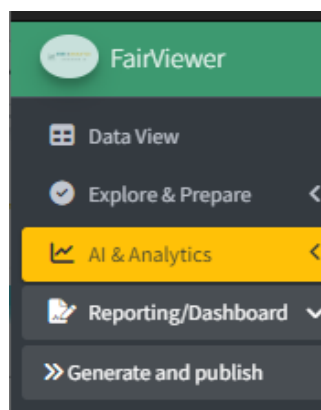 FairViewer
Data View
Explore & Prepare
AI & Analytics
Reporting/Dashboard
Generate and publish